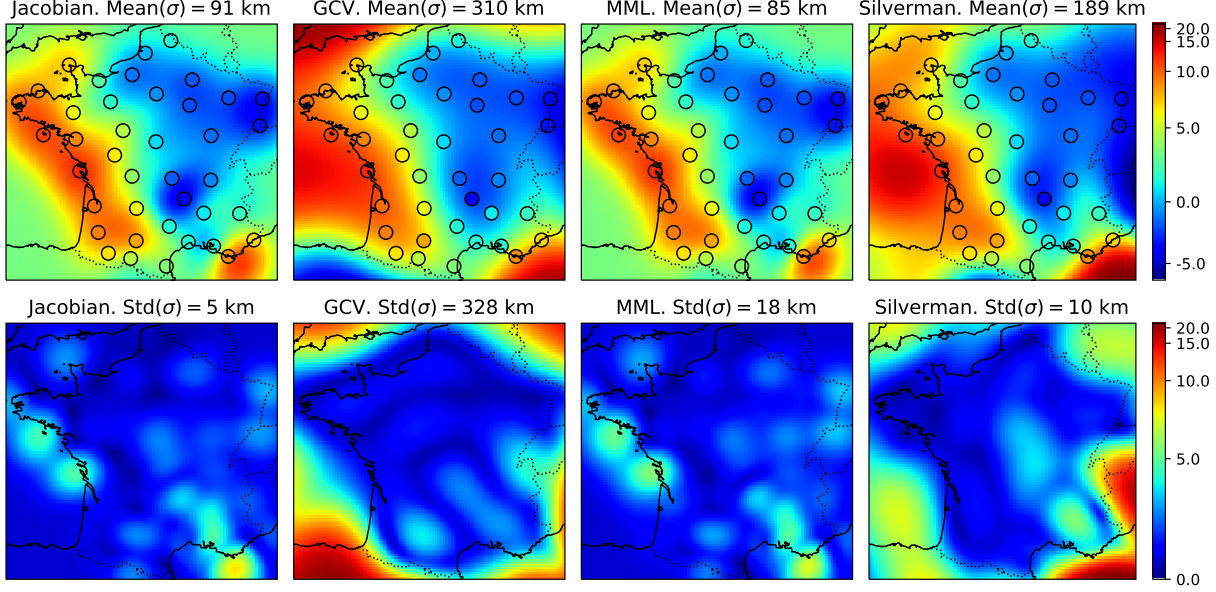 Jacobian. Mean(σ) = 91 km
GCV. Mean(σ) = 310 km
MML. Mean(σ) = 85 km
Silverman. Mean(σ) = 189 km
20.0
15.0
10.0
5.0
0.0
-5.0
Jacobian. Std(σ) = 5 km
GCV. Std(σ) = 328 km
MML. Std(σ) = 18 km
Silverman. Std(σ) = 10 km
20.0
15.0
10.0
5.0
0.0